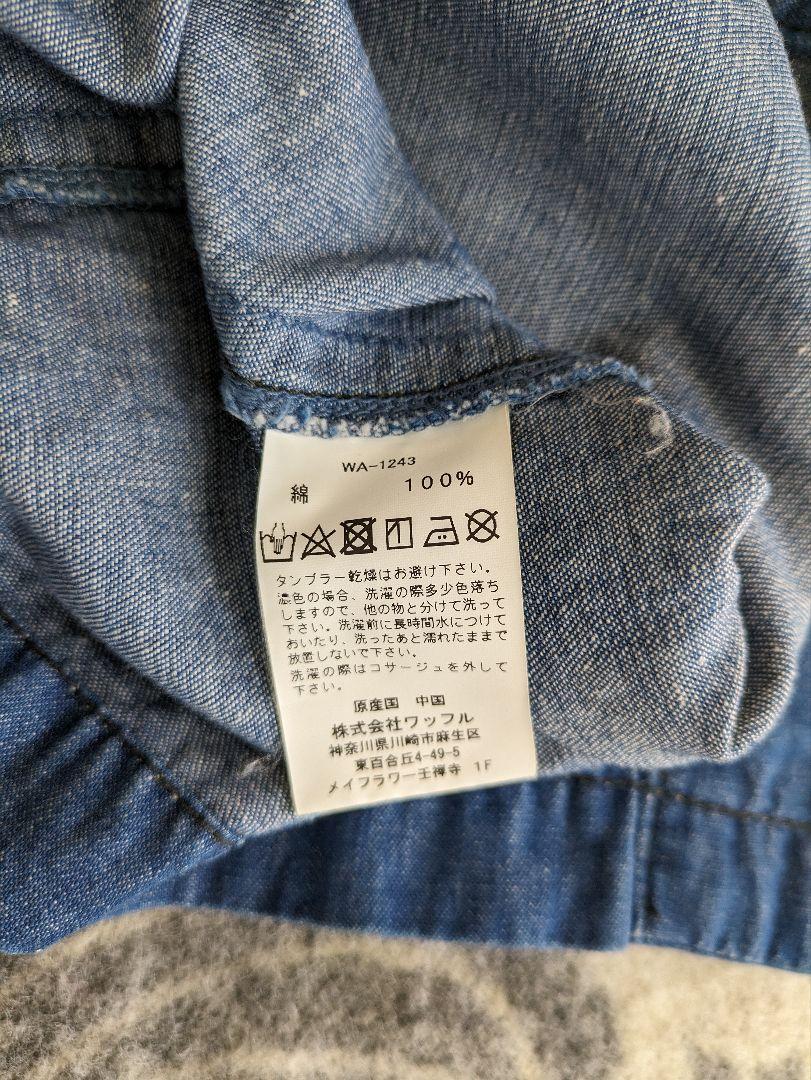 WA-1243
綿 100%
タンブラー乾燥はお避け下さい。
濃色の場合、洗濯の際多少色落ち
しますので、他の物と分けて洗って
下さい。洗濯前に長時間水につけて
おいたり、洗ったあと濡れたままで
放置しないで下さい。
洗濯の際はコサージュを外して
下さい。
原産国 中国
株式会社ワッフル
神奈川県川崎市麻生区
東百合丘4-49-5
メイフラワー王禅寺 1F